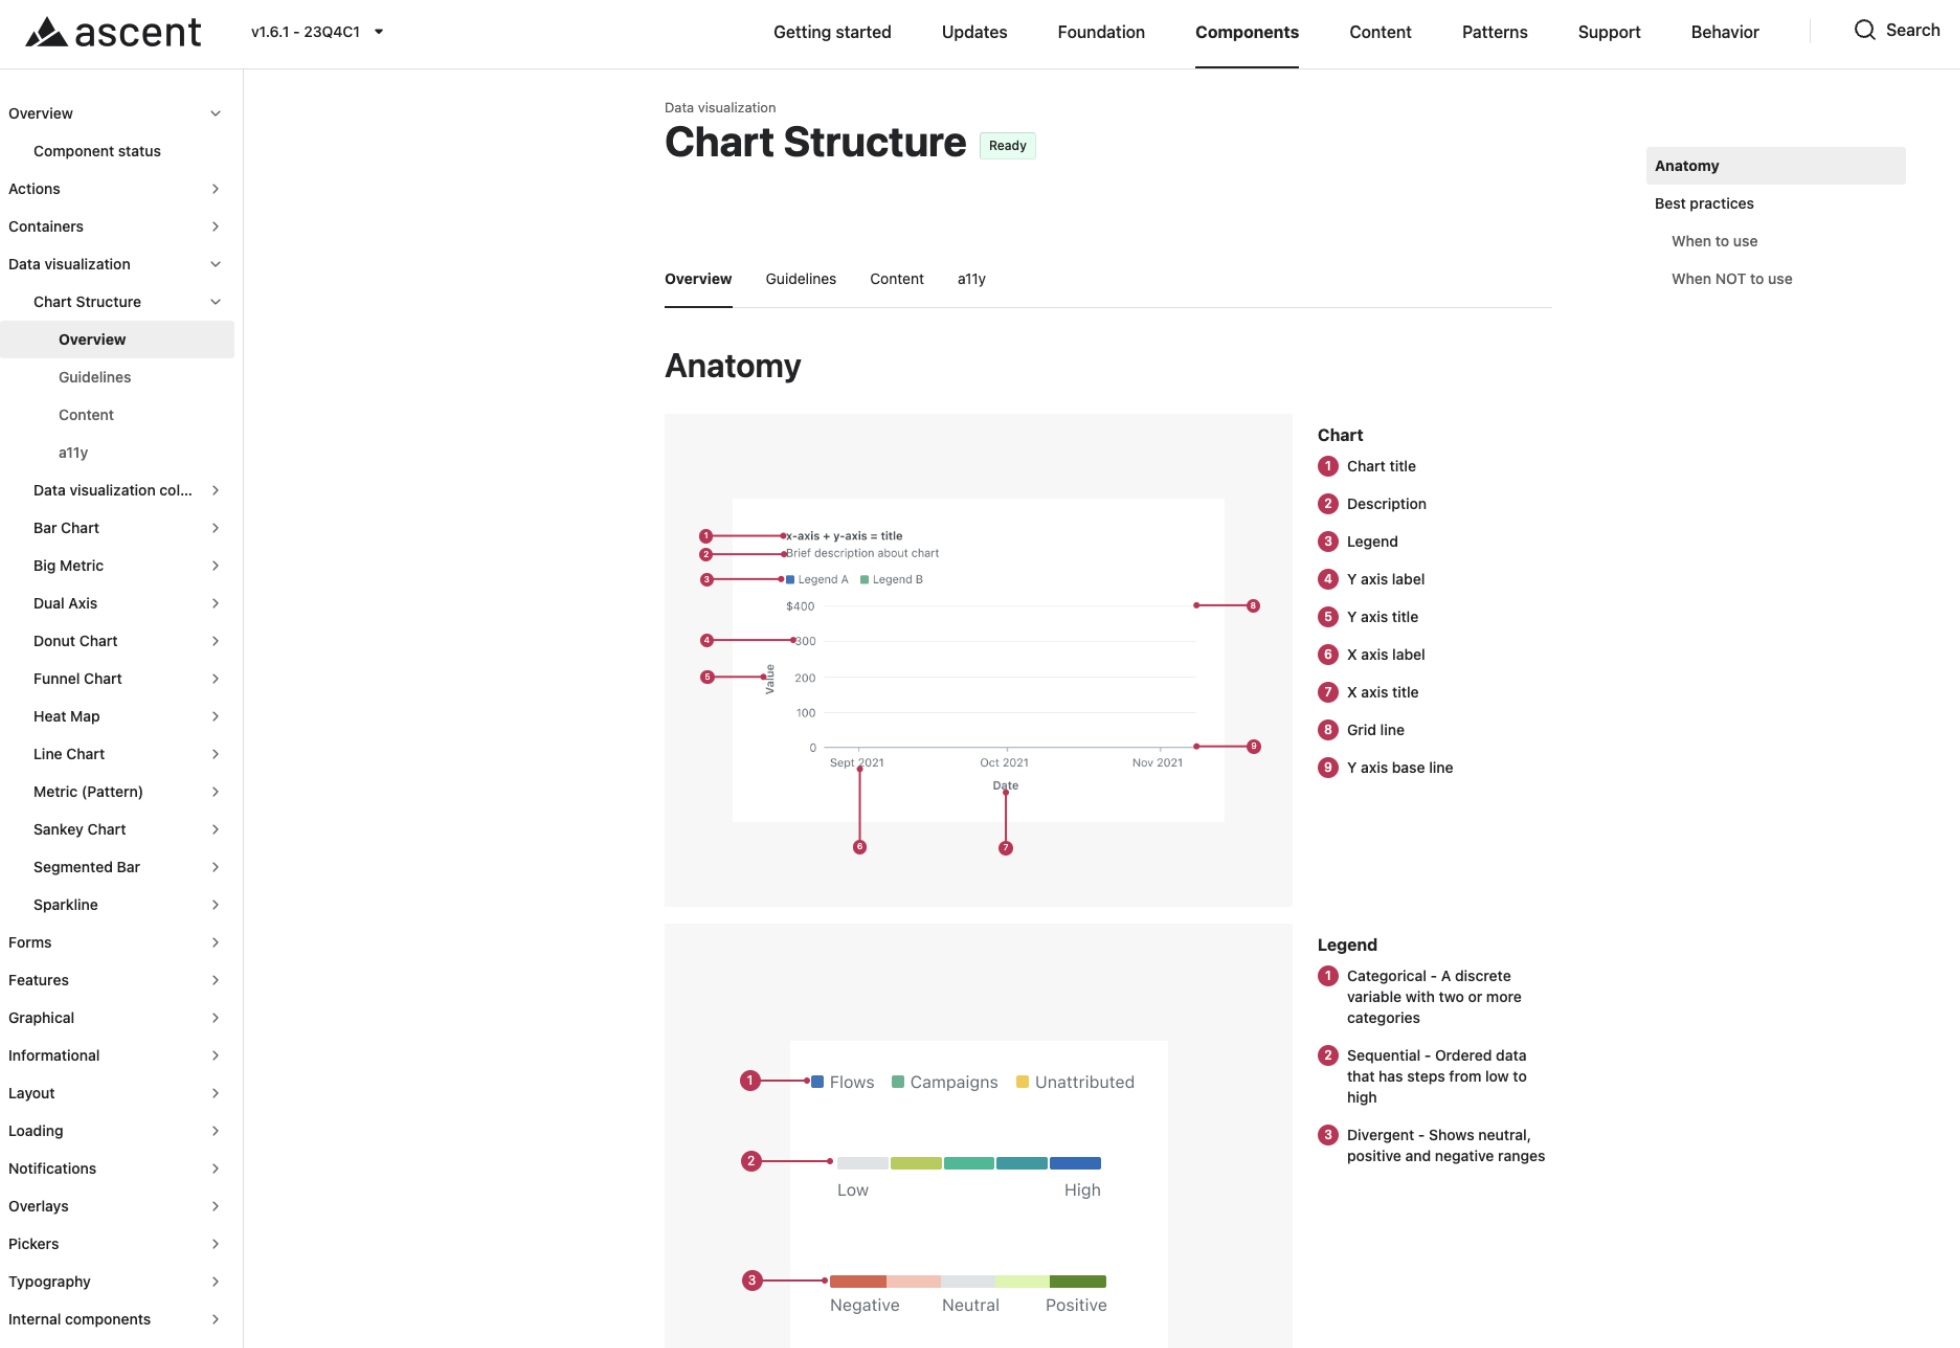 ascent
v1.6.1 - 23Q4C1
Getting started
Updates
Foundation
Components
Content
Patterns
Support
Behavior
Search
Overview
Component status
Actions
Containers
Data visualization
Chart Structure
Overview
Guidelines
Content
a11y
Data visualization col...
Bar Chart
Big Metric
Dual Axis
Donut Chart
Funnel Chart
Heat Map
Line Chart
Metric (Pattern)
Sankey Chart
Segmented Bar
Sparkline
Forms
Features
Graphical
Informational
Layout
Loading
Notifications
Overlays
Pickers
Typography
Internal components
Data visualization
Chart Structure
Ready
Overview
Guidelines
Content
a11y
Anatomy
1 x-axis + y-axis = title
2 Brief description about chart
3 Legend A Legend B
$400 8
4 300
5 Value
200
100
0 9
Sept 2021 Oct 2021 Nov 2021
Date
6 7
Chart
1 Chart title
2 Description
3 Legend
4 Y axis label
5 Y axis title
6 X axis label
7 X axis title
8 Grid line
9 Y axis base line
1 Flows Campaigns Unattributed
2
Low High
3
Negative Neutral Positive
Legend
1 Categorical - A discrete
variable with two or more
categories
2 Sequential - Ordered data
that has steps from low to
high
3 Divergent - Shows neutral,
positive and negative ranges
Anatomy
Best practices
When to use
When NOT to use